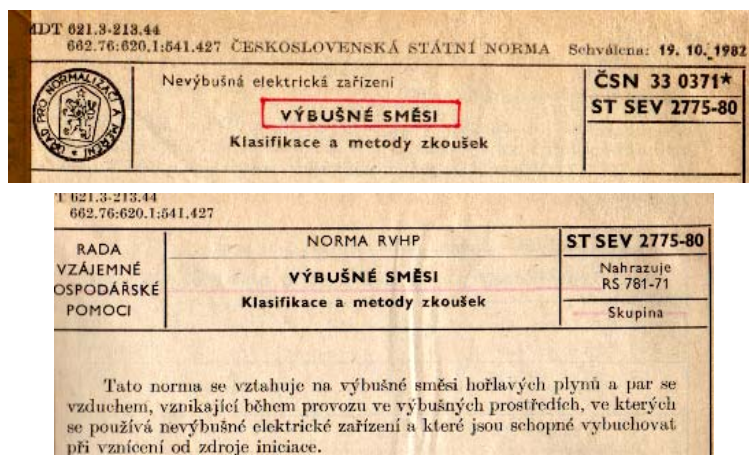 MDT 621.3-213.44
662.76:620.1:541.427 ČESKOSLOVENSKÁ STÁTNÍ NORMA Schválena: 19. 10. 1982
ÚŘAD PRO NORMALIZACI A MĚŘENÍ
Nevýbušná elektrická zařízení
VÝBUŠNÉ SMĚSI
Klasifikace a metody zkoušek
ČSN 33 0371*
ST SEV 2775-80
T 621.3-213.44
662.76:620.1:541.427
RADA
VZÁJEMNÉ
OSPODÁŘSKÉ
POMOCI
NORMA RVHP
VÝBUŠNÉ SMĚSI
Klasifikace a metody zkoušek
ST SEV 2775-80
Nahrazuje
RS 781-71
Skupina
Tato norma se vztahuje na výbušné směsi hořlavých plynů a par se
vzduchem, vznikající během provozu ve výbušných prostředích, ve kterých
se používá nevýbušné elektrické zařízení a které jsou schopné vybuchovat
při vznícení od zdroje iniciace.